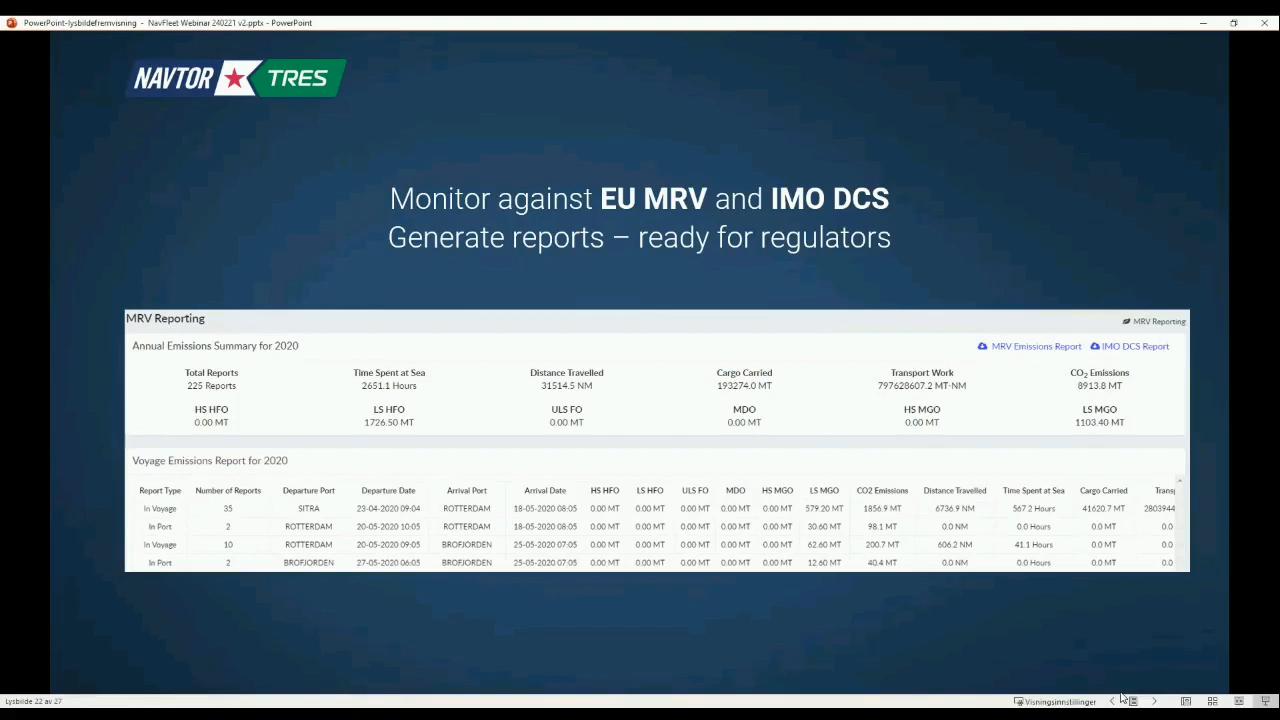 PowerPoint-lysbildefremvisning - NavFleet Webinar 240221 v2.pptx - PowerPoint
NAVTOR TRES
Monitor against EU MRV and IMO DCS
Generate reports – ready for regulators
MRV Reporting
MRV Reporting
Annual Emissions Summary for 2020
MRV Emissions Report IMO DCS Report
Total Reports Time Spent at Sea Distance Travelled Cargo Carried Transport Work CO₂ Emissions
225 Reports 2651.1 Hours 31514.5 NM 193274.0 MT 797628607.2 MT-NM 8913.8 MT
HS HFO LS HFO ULS FO MDO HS MGO LS MGO
0.00 MT 1726.50 MT 0.00 MT 0.00 MT 0.00 MT 1103.40 MT
Voyage Emissions Report for 2020
Report Type Number of Reports Departure Port Departure Date Arrival Port Arrival Date HS HFO LS HFO ULS FO MDO HS MGO LS MGO CO2 Emissions Distance Travelled Time Spent at Sea Cargo Carried Trans
In Voyage 35 SITRA 23-04-2020 09:04 ROTTERDAM 18-05-2020 08:05 0.00 MT 0.00 MT 0.00 MT 0.00 MT 0.00 MT 579.20 MT 1856.9 MT 6736.9 NM 567.2 Hours 41620.7 MT 2803944
In Port 2 ROTTERDAM 20-05-2020 10:05 ROTTERDAM 18-05-2020 08:05 0.00 MT 0.00 MT 0.00 MT 0.00 MT 0.00 MT 30.60 MT 98.1 MT 0.0 NM 0.0 Hours 0.0 MT 0.0
In Voyage 10 ROTTERDAM 20-05-2020 09:05 BROFJORDEN 25-05-2020 07:05 0.00 MT 0.00 MT 0.00 MT 0.00 MT 0.00 MT 62.60 MT 200.7 MT 606.2 NM 41.1 Hours 0.0 MT 0.0
In Port 2 BROFJORDEN 27-05-2020 06:05 BROFJORDEN 25-05-2020 07:05 0.00 MT 0.00 MT 0.00 MT 0.00 MT 0.00 MT 12.60 MT 40.4 MT 0.0 NM 0.0 Hours 0.0 MT 0.0
Lysbilde 22 av 27
Visningsinnstillinger